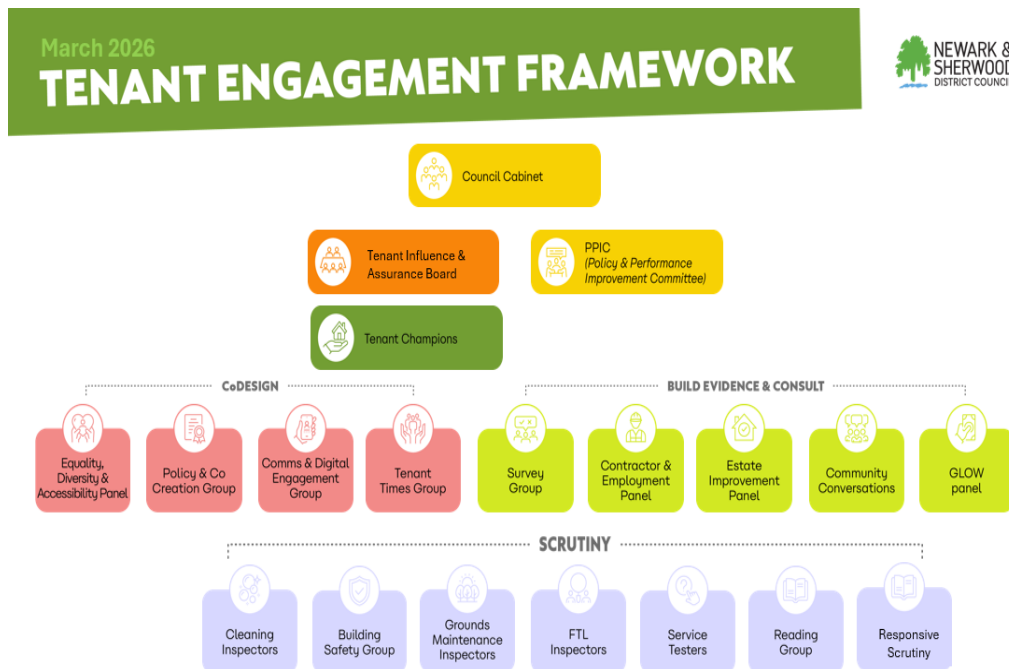 March 2026
TENANT ENGAGEMENT FRAMEWORK
NEWARK &
SHERWOOD
DISTRICT COUNCIL
Council Cabinet
Tenant Influence &
Assurance Board
PPIC
(Policy & Performance
Improvement Committee)
Tenant Champions
CoDESIGN
BUILD EVIDENCE & CONSULT
Equality,
Diversity &
Accessibility Panel
Policy & Co
Creation Group
Comms & Digital
Engagement
Group
Tenant
Times Group
Survey
Group
Contractor &
Employment
Panel
Estate
Improvement
Panel
Community
Conversations
GLOW
panel
SCRUTINY
Cleaning
Inspectors
Building
Safety Group
Grounds
Maintenance
Inspectors
FTL
Inspectors
Service
Testers
Reading
Group
Responsive
Scrutiny